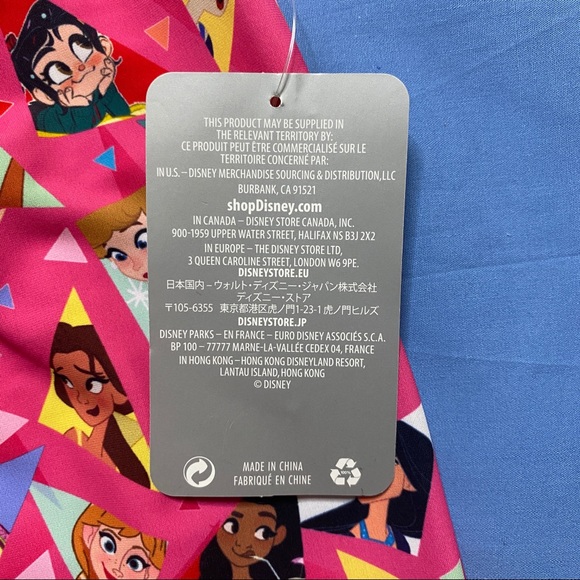 THIS PRODUCT MAY BE SUPPLIED IN
THE RELEVANT TERRITORY BY:
CE PRODUIT PEUT ÊTRE COMMERCIALISÉ SUR LE
TERRITOIRE CONCERNÉ PAR:
IN U.S. – DISNEY MERCHANDISE SOURCING & DISTRIBUTION, LLC
BURBANK, CA 91521
shopDisney.com
IN CANADA – DISNEY STORE CANADA, INC.
900-1959 UPPER WATER STREET, HALIFAX NS B3J 2X2
IN EUROPE – THE DISNEY STORE LTD,
3 QUEEN CAROLINE STREET, LONDON W6 9PE.
DISNEYSTORE.EU
日本国内 – ウォルト・ディズニー・ジャパン株式会社
ディズニー・ストア
〒105-6355 東京都港区虎ノ門1-23-1虎ノ門ヒルズ
DISNEYSTORE.JP
DISNEY PARKS – EN FRANCE – EURO DISNEY ASSOCIÉS S.C.A.
BP 100 – 77777 MARNE-LA-VALLÉE CEDEX 04, FRANCE
IN HONG KONG – HONG KONG DISNEYLAND RESORT,
LANTAU ISLAND, HONG KONG
© DISNEY
MADE IN CHINA
FABRIQUÉ EN CHINE
100%